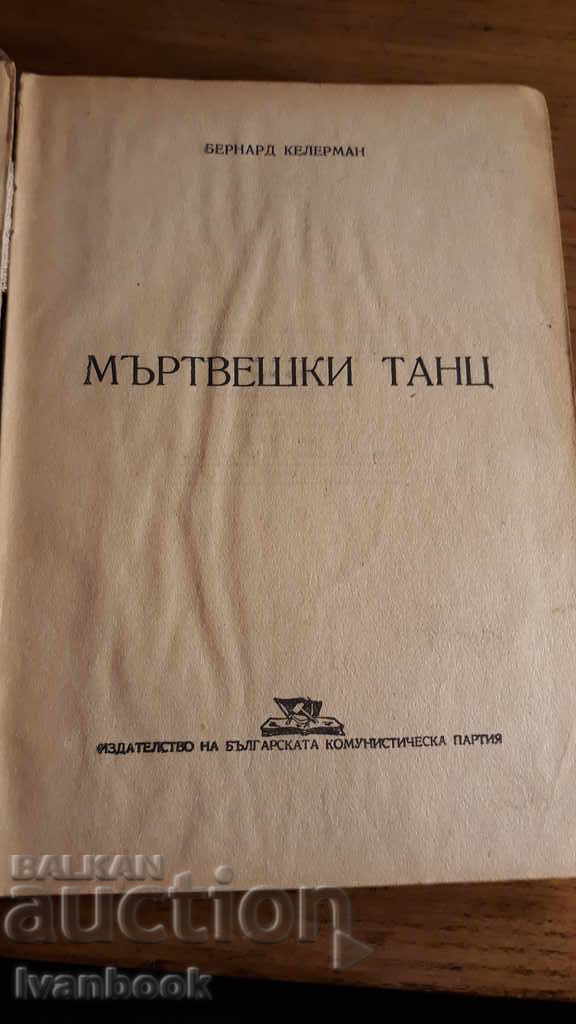 БЕРНАРД КЕЛЕРМАН
МЪРТВЕШКИ ТАНЦ
ИЗДАТЕЛСТВО НА БЪЛГАРСКАТА КОМУНИСТИЧЕСКА ПАРТИЯ
BALKAN
auction
Ivanbook